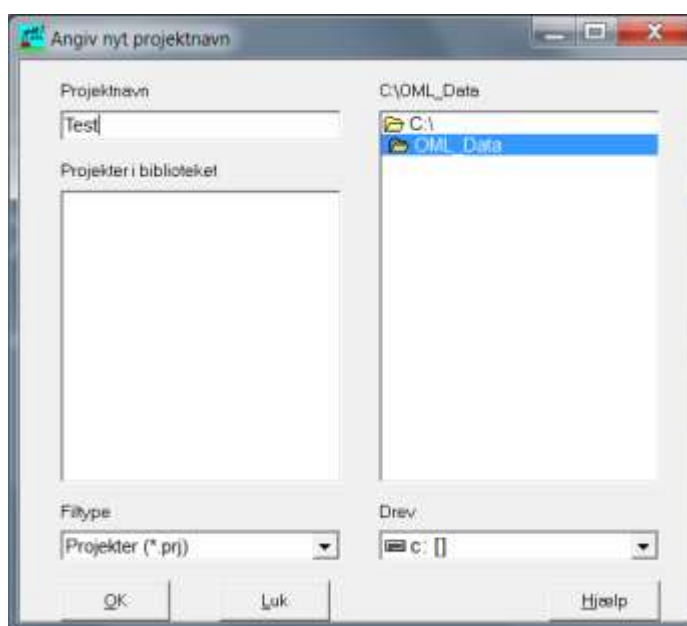 Angiv nyt projektnavn
Projektnavn
Test
Projekter i biblioteket
C:\OML_Data
C:\
OML_Data
Filtype
Projekter (*.prj)
Drev
c: []
OK
Luk
Hjælp